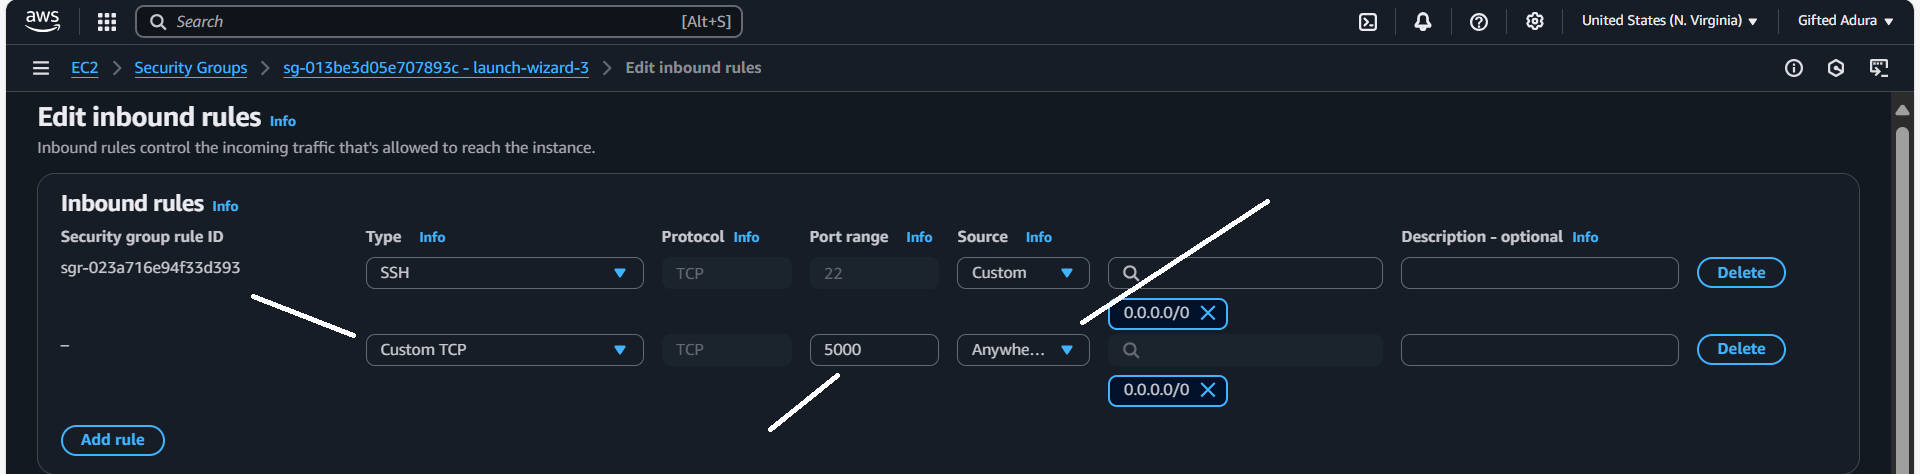 aws Search [Alt+S] United States (N. Virginia) Gifted Adura
EC2 Security Groups sg-013be3d05e707893c - launch-wizard-3 Edit inbound rules
Edit inbound rules Info
Inbound rules control the incoming traffic that's allowed to reach the instance.
Inbound rules Info
Security group rule ID Type Info Protocol Info Port range Info Source Info Description - optional Info
sgr-023a716e94f33d393 SSH TCP 22 Custom Delete
0.0.0.0/0
– Custom TCP TCP 5000 Anywhe... Delete
0.0.0.0/0
Add rule